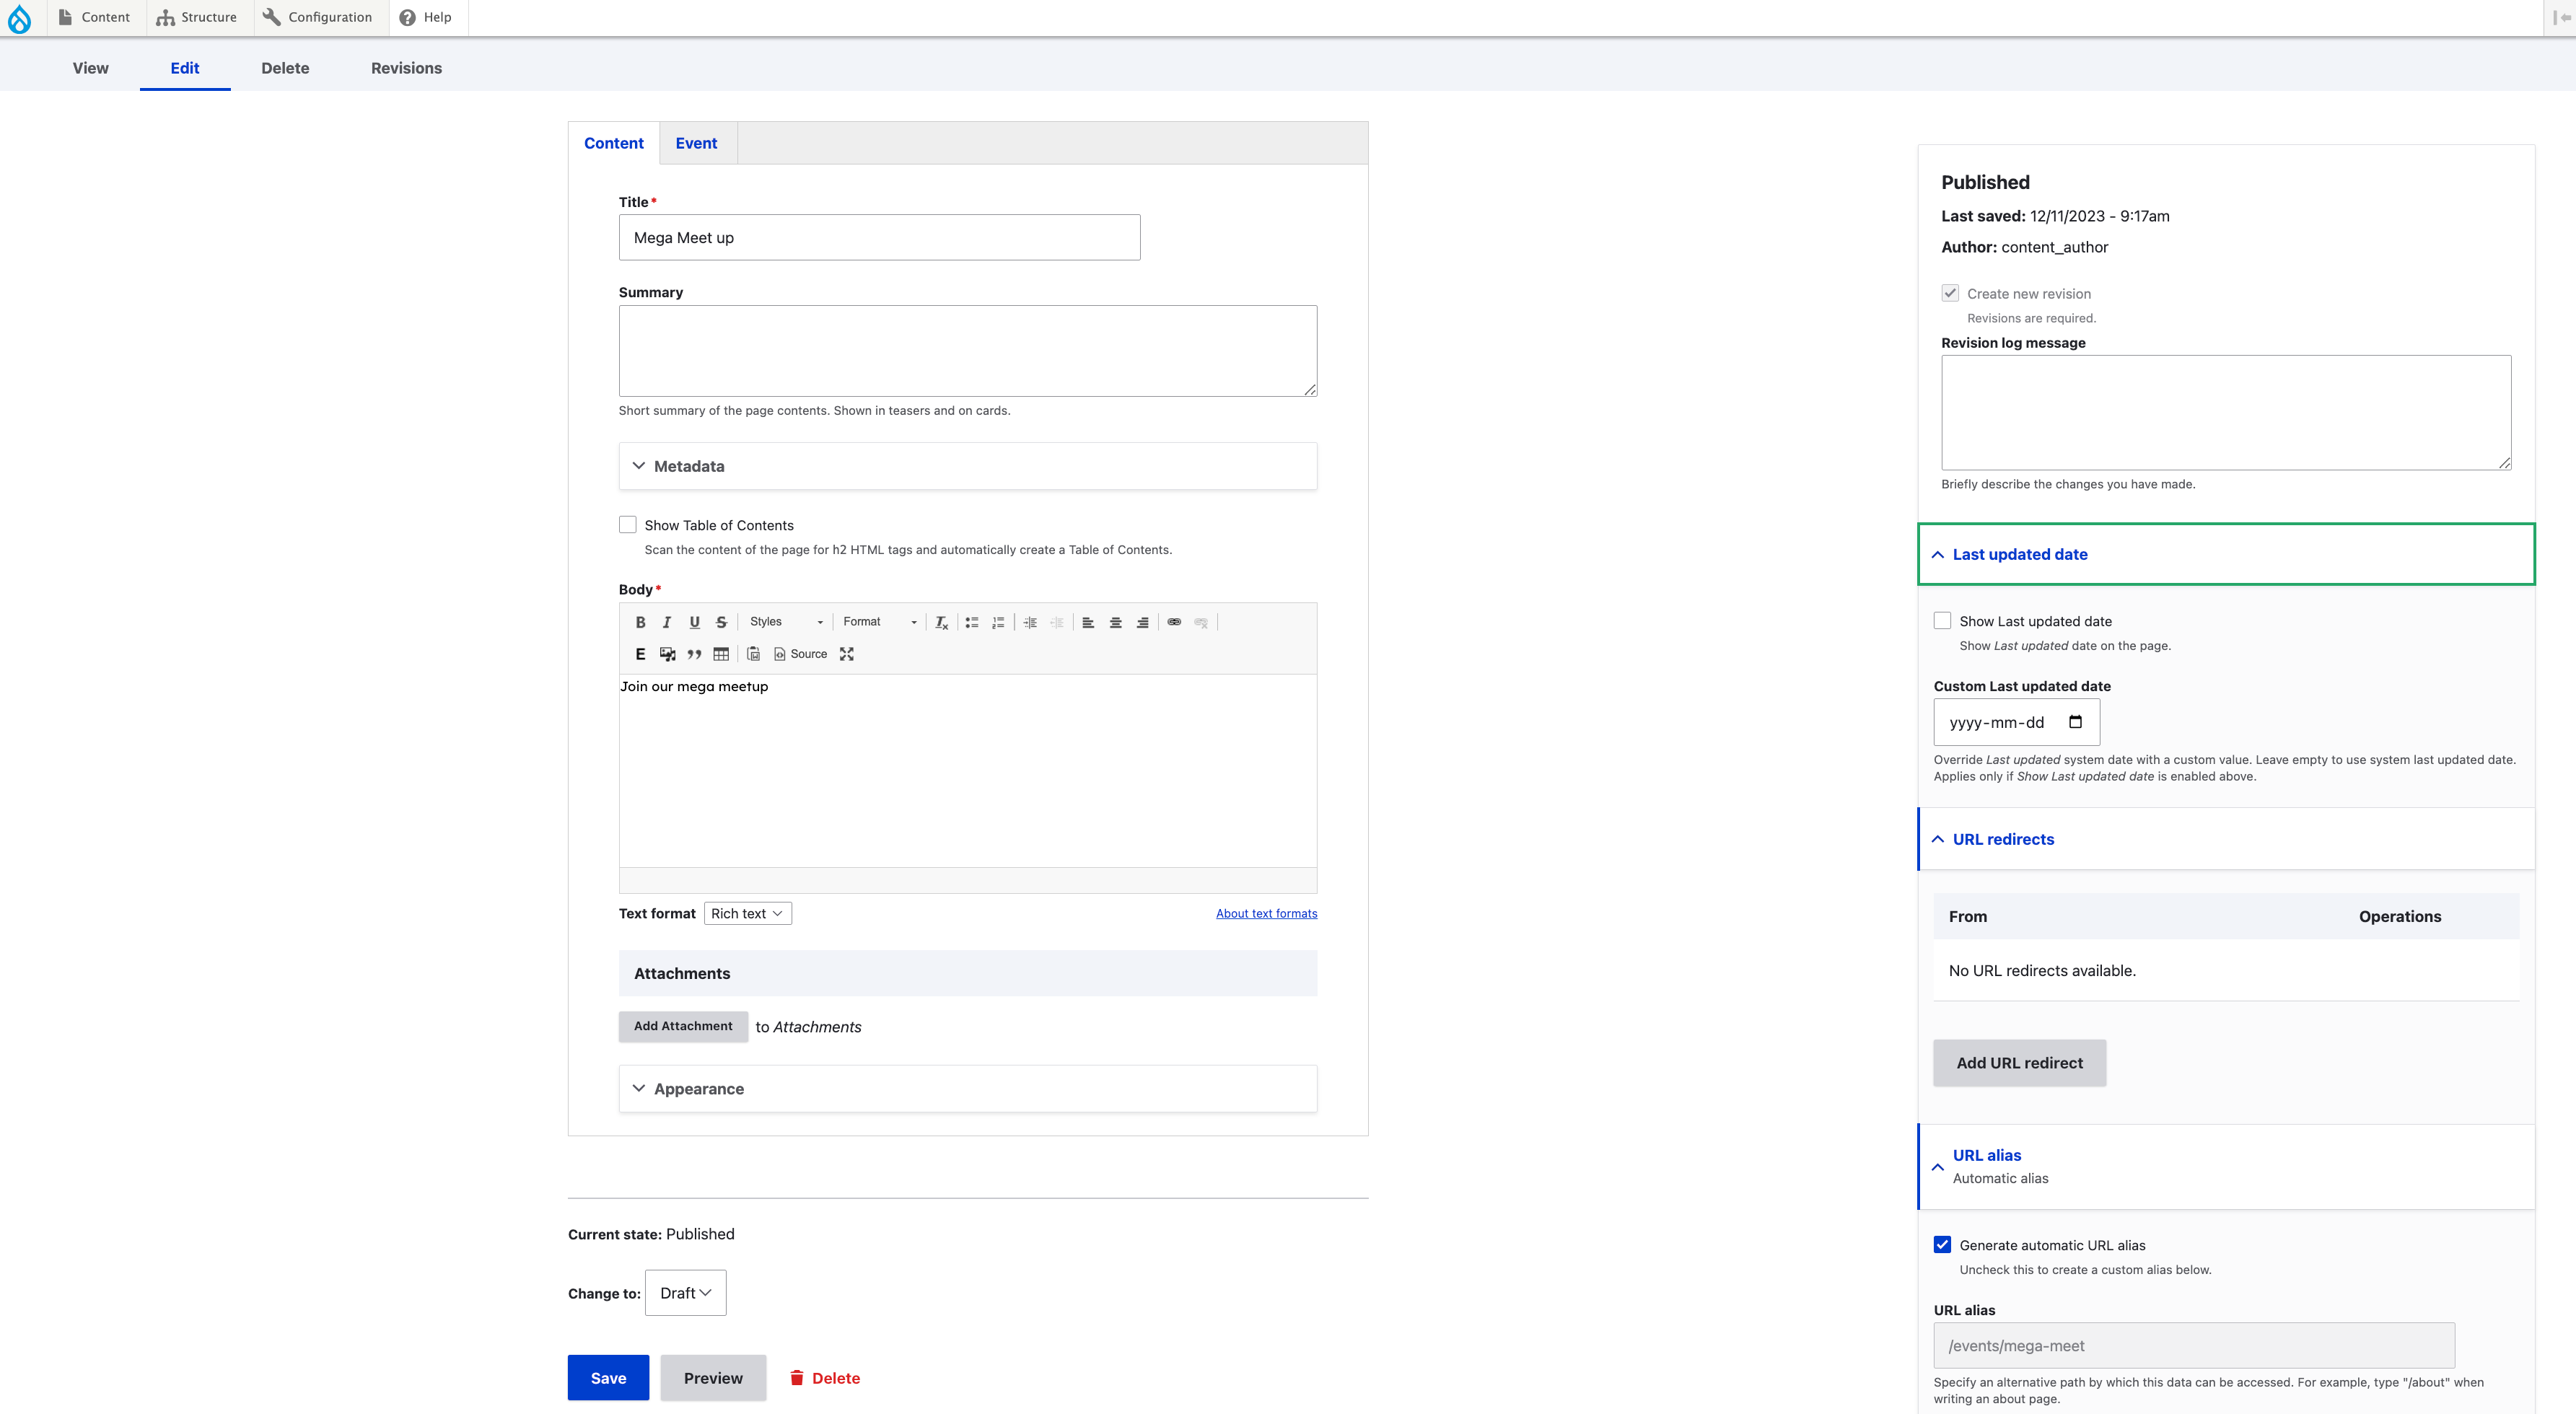 Content
Structure
Configuration
Help
View
Edit
Delete
Revisions
Content
Event
Title*
Mega Meet up
Summary
Short summary of the page contents. Shown in teasers and on cards.
Metadata
Show Table of Contents
Scan the content of the page for h2 HTML tags and automatically create a Table of Contents.
Body*
B I U S Styles Format Tx
E Source
Join our mega meetup
Text format Rich text
About text formats
Attachments
Add Attachment to Attachments
Appearance
Current state: Published
Change to: Draft
Save
Preview
Delete
Published
Last saved: 12/11/2023 - 9:17am
Author: content_author
Create new revision
Revisions are required.
Revision log message
Briefly describe the changes you have made.
Last updated date
Show Last updated date
Show Last updated date on the page.
Custom Last updated date
yyyy-mm-dd
Override Last updated system date with a custom value. Leave empty to use system last updated date.
Applies only if Show Last updated date is enabled above.
URL redirects
From Operations
No URL redirects available.
Add URL redirect
URL alias
Automatic alias
Generate automatic URL alias
Uncheck this to create a custom alias below.
URL alias
/events/mega-meet
Specify an alternative path by which this data can be accessed. For example, type "/about" when
writing an about page.